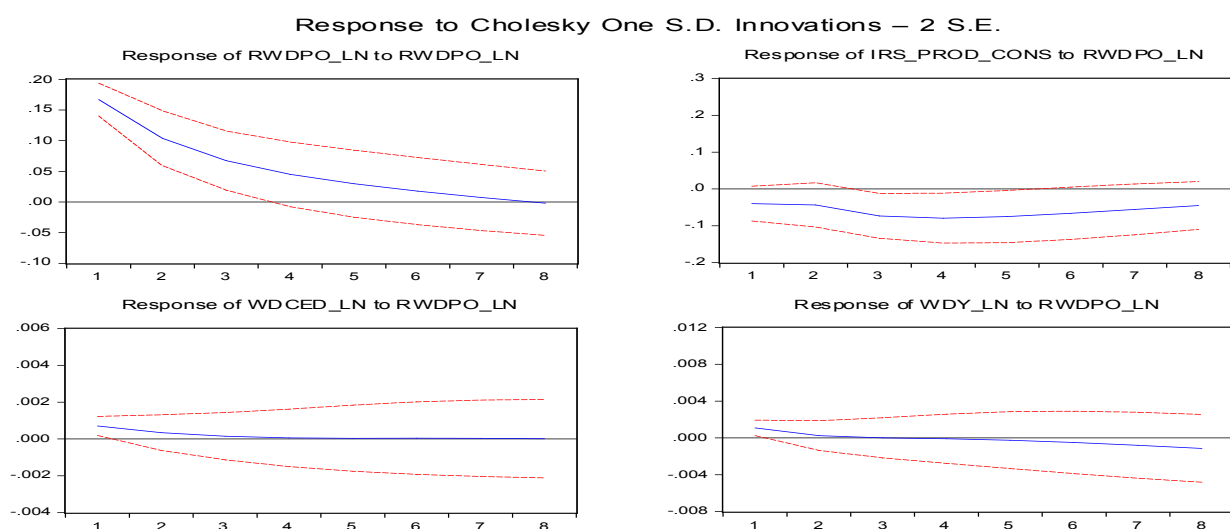 Response to Cholesky One S.D. Innovations – 2 S.E.
Response of RWDPO_LN to RWDPO_LN
.20
.15
.10
.05
.00
-.05
-.10
1 2 3 4 5 6 7 8
Response of IRS_PROD_CONS to RWDPO_LN
.3
.2
.1
.0
-.1
-.2
1 2 3 4 5 6 7 8
Response of WDCED_LN to RWDPO_LN
.006
.004
.002
.000
-.002
-.004
1 2 3 4 5 6 7 8
Response of WDY_LN to RWDPO_LN
.012
.008
.004
.000
-.004
-.008
1 2 3 4 5 6 7 8